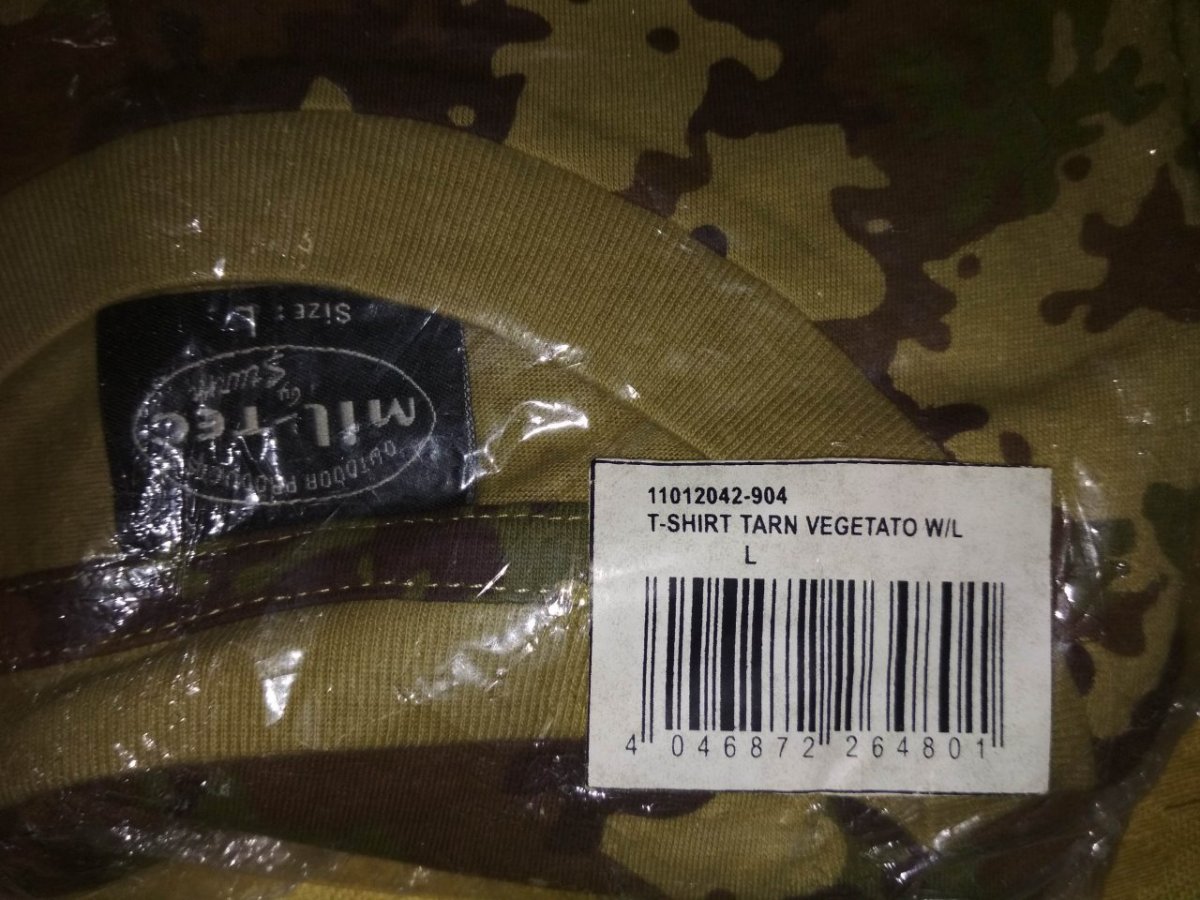 Size : L
MIL-TEC
by Sturm
OUTDOOR PRODUCTS
11012042-904
T-SHIRT TARN VEGETATO W/L
L
4 046872 264801